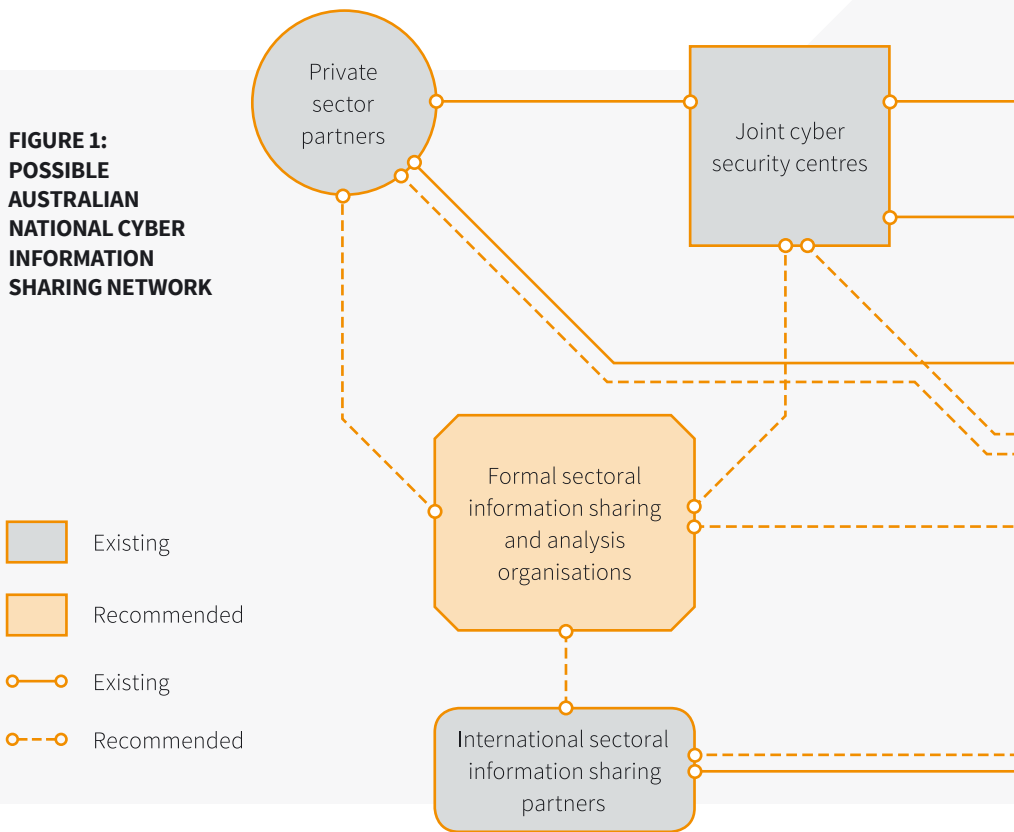 FIGURE 1:
POSSIBLE
AUSTRALIAN
NATIONAL CYBER
INFORMATION
SHARING NETWORK
Private
sector
partners
Joint cyber
security centres
Formal sectoral
information sharing
and analysis
organisations
International sectoral
information sharing
partners
Existing
Recommended
Existing
Recommended